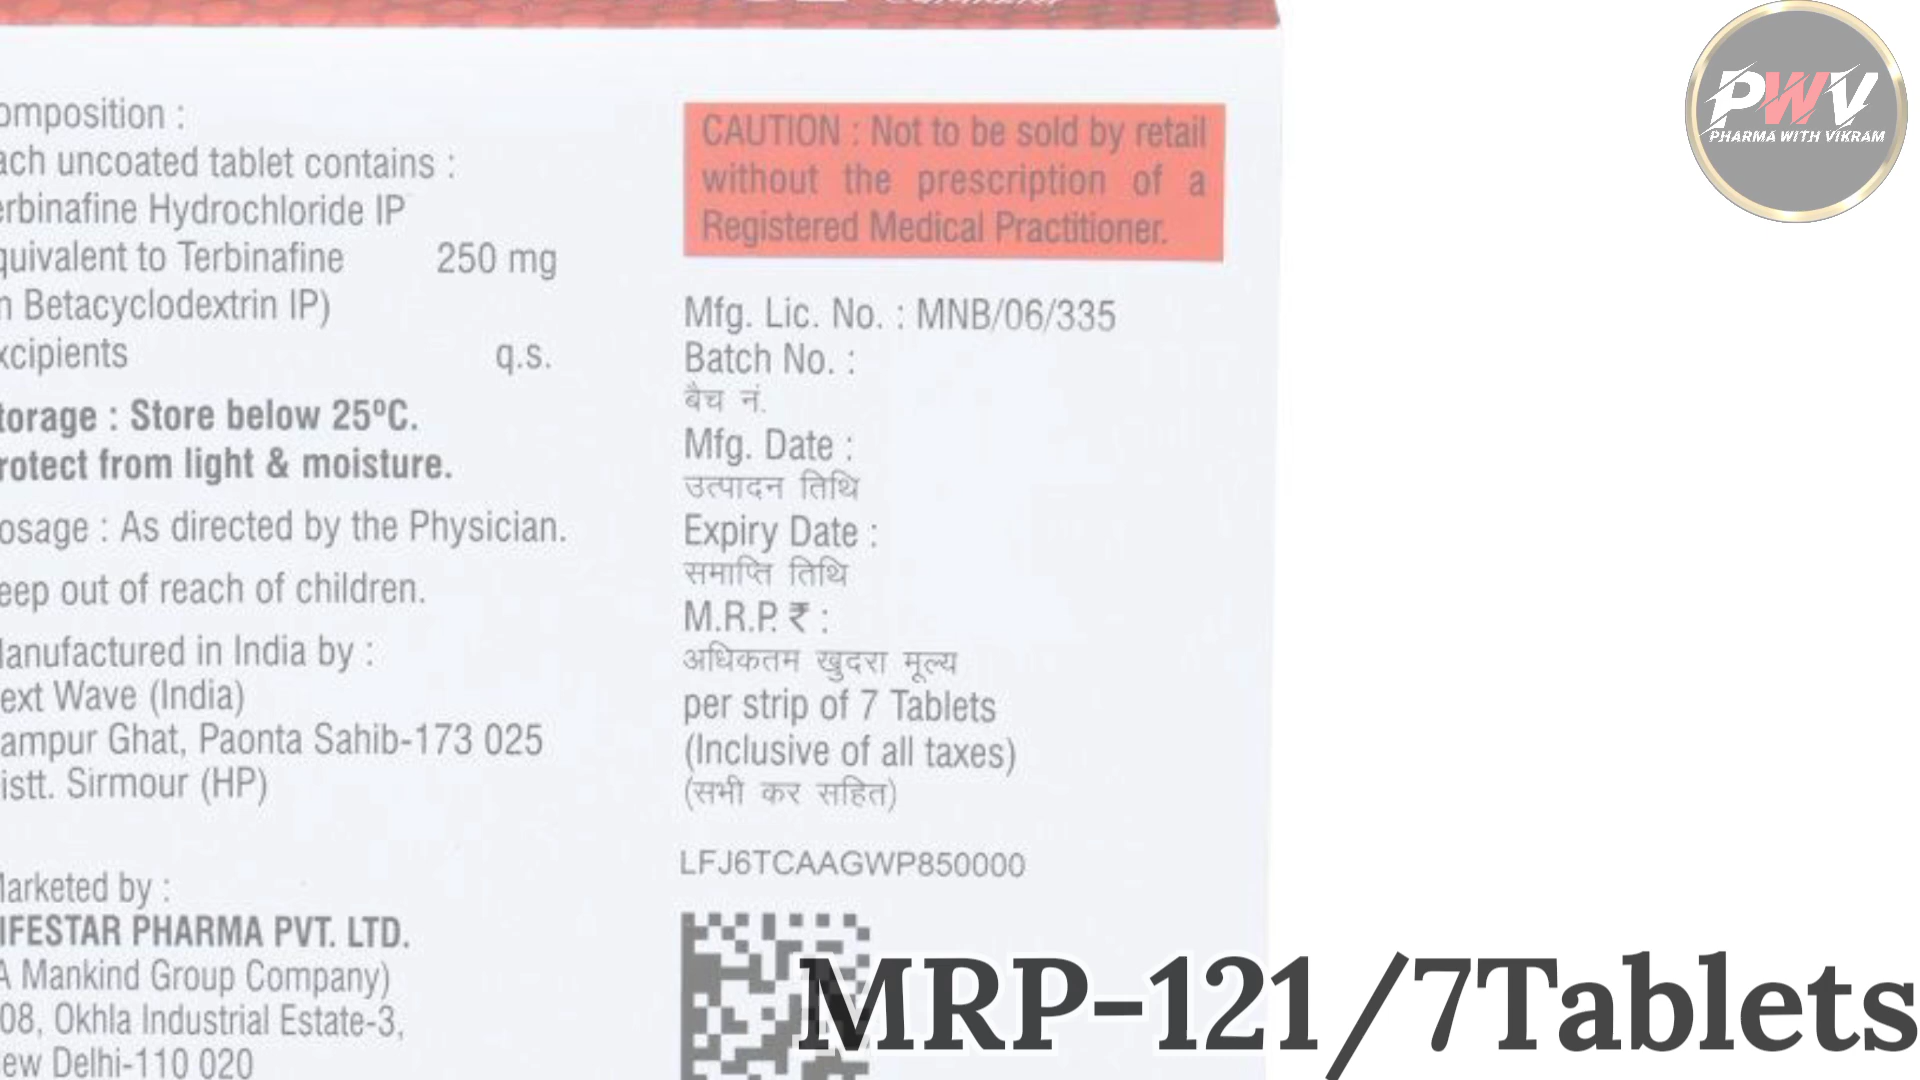 omposition :
ach uncoated tablet contains :
erbinafine Hydrochloride IP
quivalent to Terbinafine 250 mg
n Betacyclodextrin IP)
xcipients q.s.
torage : Store below 25ºC.
rotect from light & moisture.
osage : As directed by the Physician.
eep out of reach of children.
anufactured in India by :
ext Wave (India)
ampur Ghat, Paonta Sahib-173 025
istt. Sirmour (HP)
arketed by :
IFESTAR PHARMA PVT. LTD.
A Mankind Group Company)
08, Okhla Industrial Estate-3,
ew Delhi-110 020
CAUTION : Not to be sold by retail
without the prescription of a
Registered Medical Practitioner.
Mfg. Lic. No. : MNB/06/335
Batch No. :
बैच नं.
Mfg. Date :
उत्पादन तिथि
Expiry Date :
समाप्ति तिथि
M.R.P. ₹ :
अधिकतम खुदरा मूल्य
per strip of 7 Tablets
(Inclusive of all taxes)
(सभी कर सहित)
LFJ6TCAAGWP850000
PWV
PHARMA WITH VIKRAM
MRP-121/7Tablets